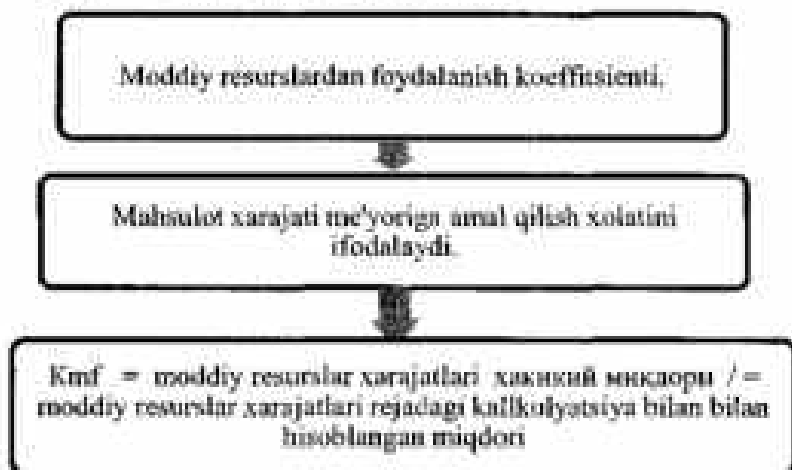 Moddiy resurslardan foydalanish koeffitsienti.
Mahsulot xarajati me'yoriga amal qilish xolatini
ifodalaydi.
Kmf = moddiy resurslar xarajatlari хакикий микдори / =
moddiy resurslar xarajatlari rejadagi kallkulyatsiya bilan bilan
hisoblangan miqdori